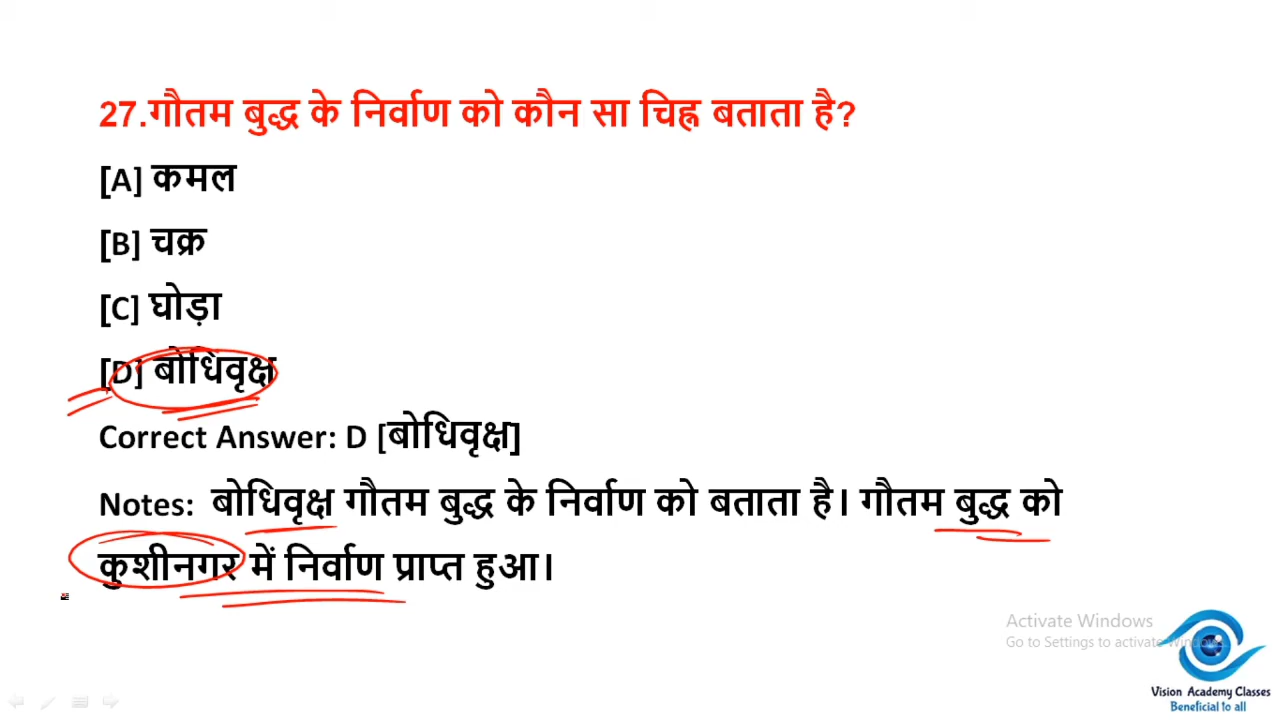 27.गौतम बुद्ध के निर्वाण को कौन सा चिह्न बताता है?
[A] कमल
[B] चक्र
[C] घोड़ा
[D] बोधिवृक्ष
Correct Answer: D [बोधिवृक्ष]
Notes: बोधिवृक्ष गौतम बुद्ध के निर्वाण को बताता है। गौतम बुद्ध को
कुशीनगर में निर्वाण प्राप्त हुआ।
Activate Windows
Go to Settings to activate Windows.
Vision Academy Classes
Beneficial to all